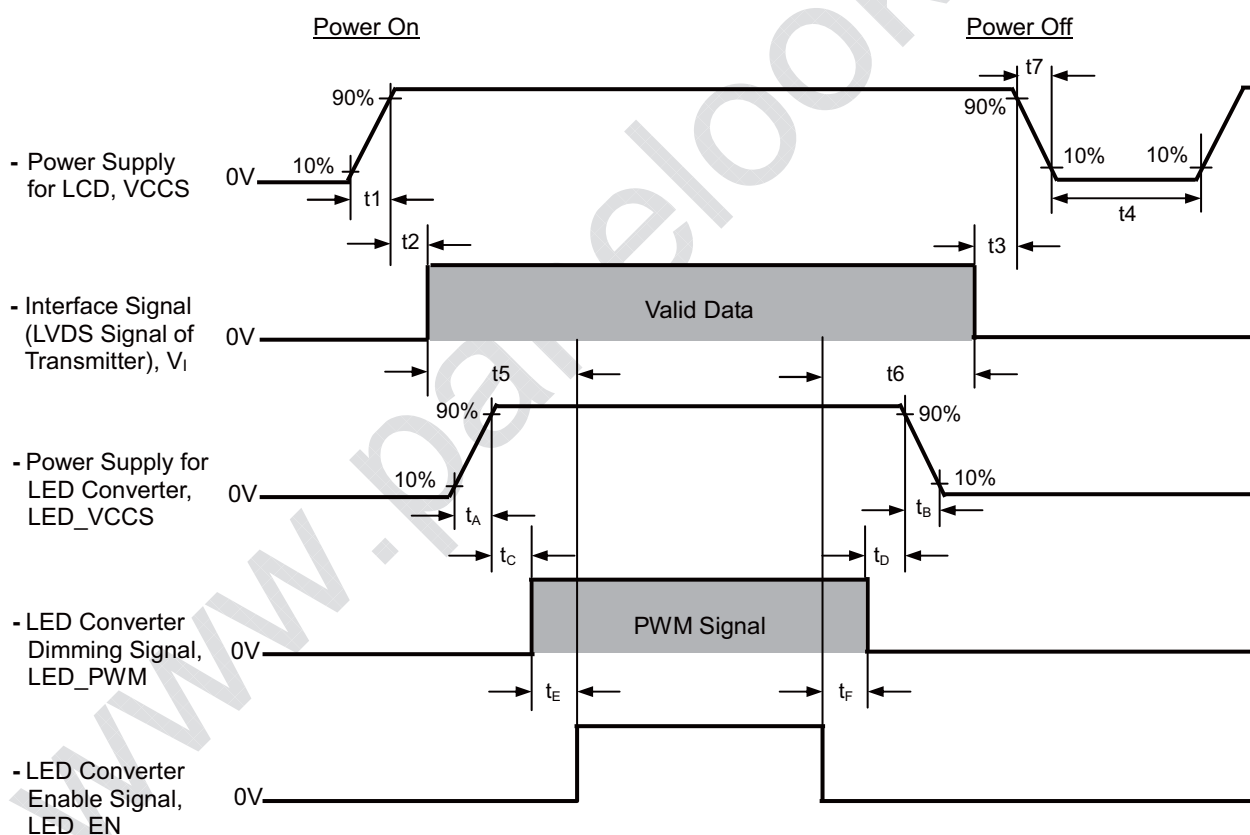 Power On
Power Off
t7
90%
90%
- Power Supply
for LCD, VCCS
0V
10%
10%
10%
t1
t4
t2
t3
- Interface Signal
(LVDS Signal of
Transmitter), VI
0V
Valid Data
t5
t6
90%
90%
- Power Supply for
LED Converter,
LED_VCCS
0V
10%
10%
tA
tB
tC
tD
- LED Converter
Dimming Signal,
LED_PWM
0V
PWM Signal
tE
tF
- LED Converter
Enable Signal,
LED_EN
0V
www.panelook